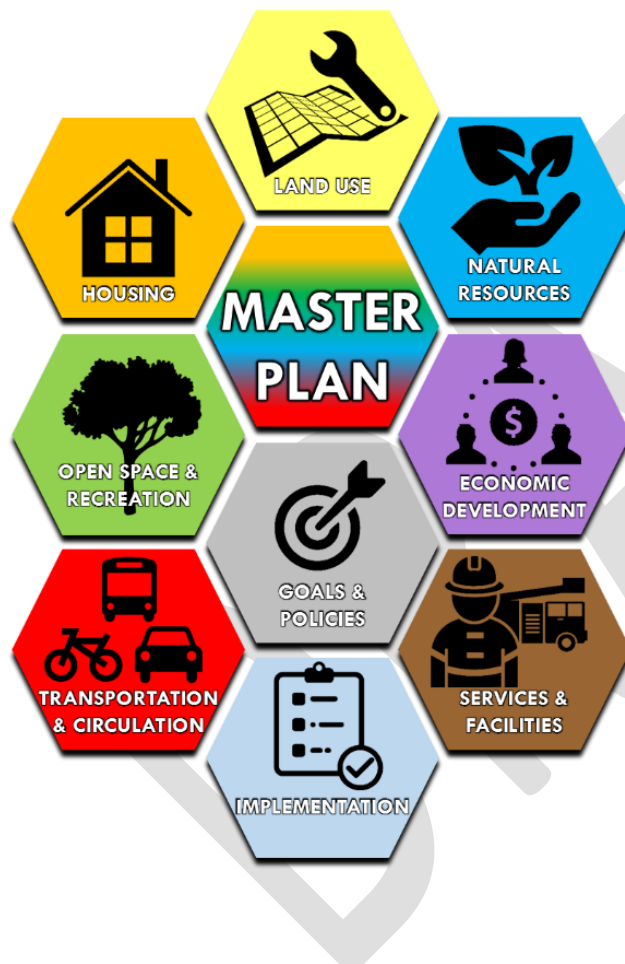 LAND USE
HOUSING
NATURAL
RESOURCES
MASTER
PLAN
OPEN SPACE &
RECREATION
ECONOMIC
DEVELOPMENT
GOALS &
POLICIES
TRANSPORTATION
& CIRCULATION
SERVICES &
FACILITIES
IMPLEMENTATION
$